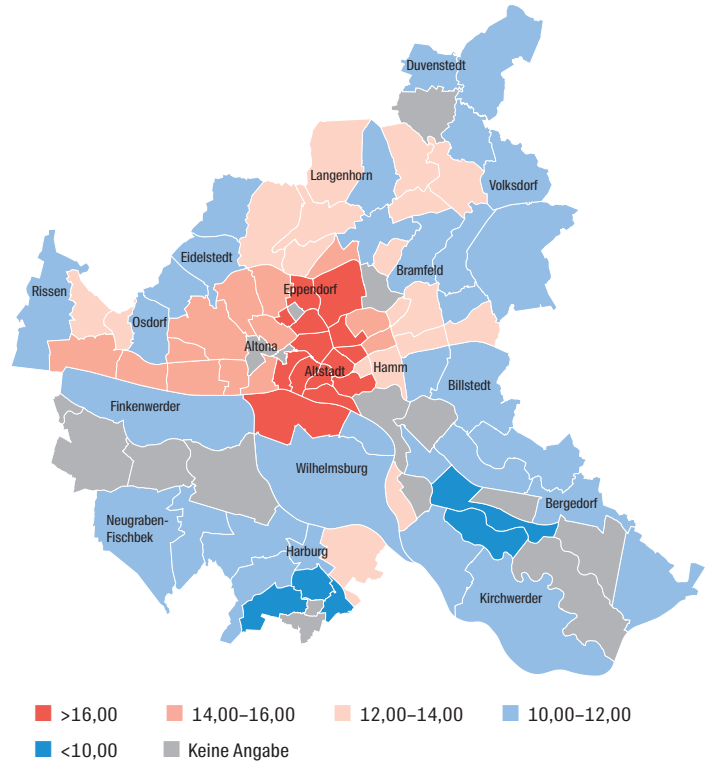 Duvenstedt
Langenhorn
Volksdorf
Eidelstedt
Bramfeld
Eppendorf
Rissen
Osdorf
Altona
Altstadt
Hamm
Billstedt
Finkenwerder
Wilhelmsburg
Bergedorf
Neugraben-
Fischbek
Harburg
Kirchwerder
>16,00
14,00–16,00
12,00–14,00
10,00–12,00
<10,00
Keine Angabe